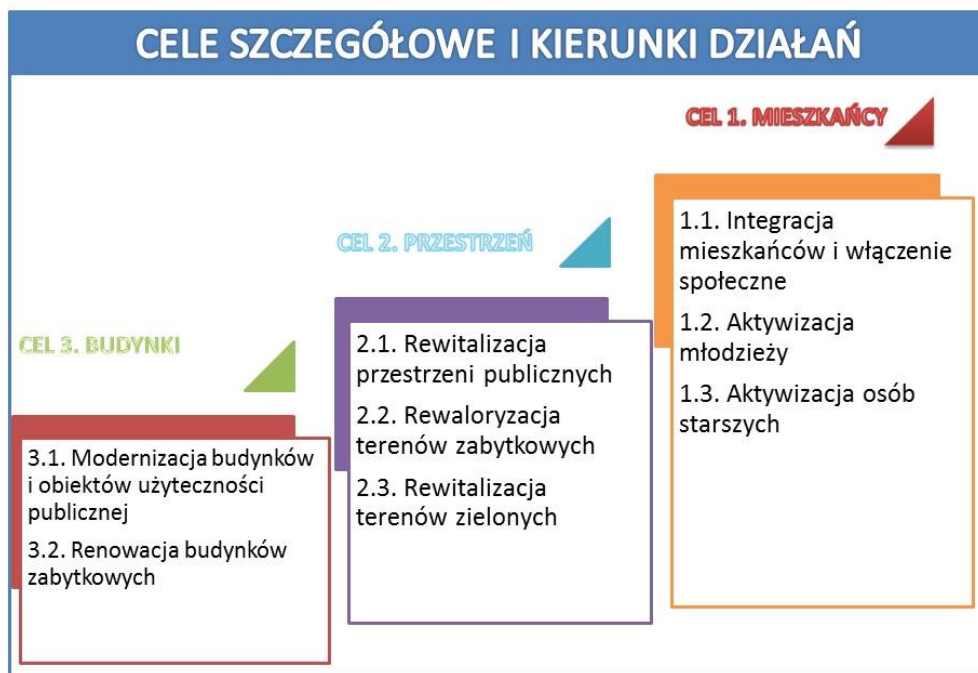 CELE SZCZEGÓŁOWE I KIERUNKI DZIAŁAŃ
CEL 1. MIESZKAŃCY
1.1. Integracja
mieszkańców i włączenie
społeczne
1.2. Aktywizacja
młodzieży
1.3. Aktywizacja osób
starszych
CEL 2. PRZESTRZEŃ
2.1. Rewitalizacja
przestrzeni publicznych
2.2. Rewaloryzacja
terenów zabytkowych
2.3. Rewitalizacja
terenów zielonych
CEL 3. BUDYNKI
3.1. Modernizacja budynków
i obiektów użyteczności
publicznej
3.2. Renowacja budynków
zabytkowych